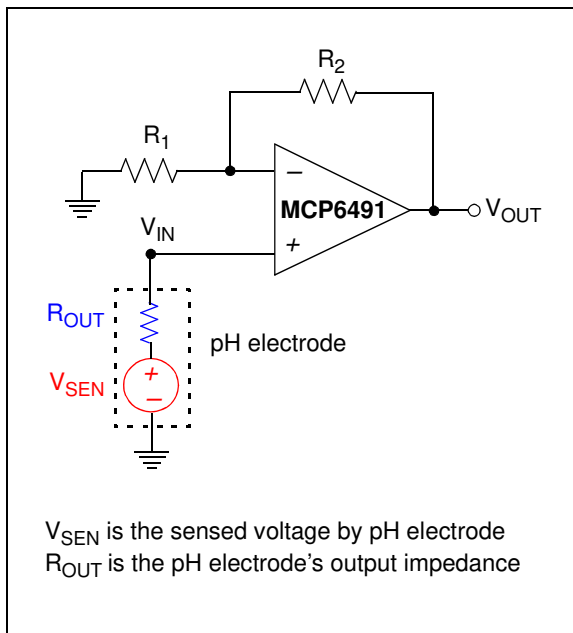 R2
R1
−
MCP6491
VOUT
VIN
+
ROUT
pH electrode
+
VSEN
−
VSEN is the sensed voltage by pH electrode
ROUT is the pH electrode's output impedance